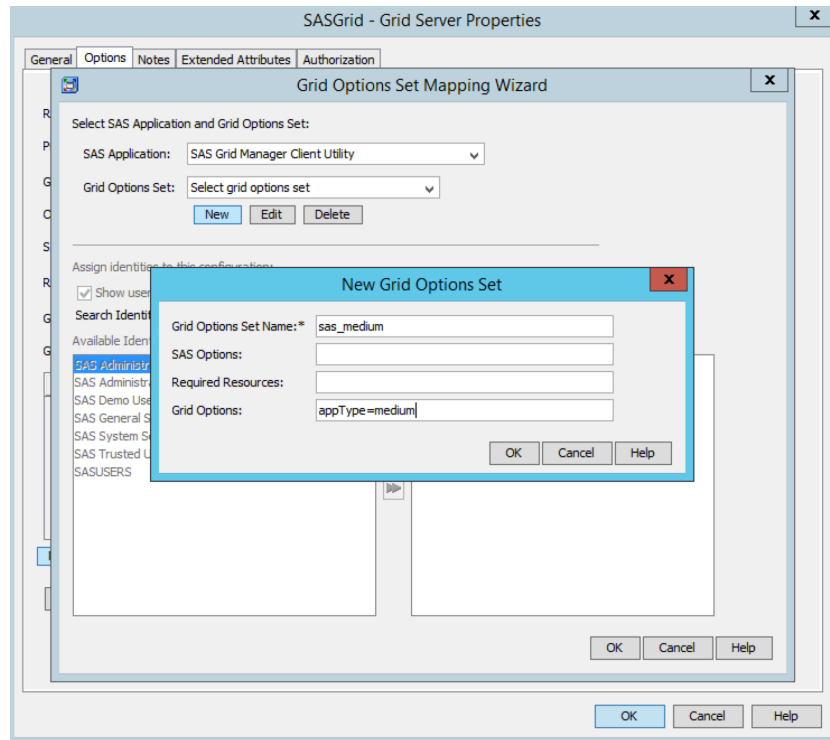 SASGrid - Grid Server Properties
x
General Options Notes Extended Attributes Authorization
Grid Options Set Mapping Wizard
x
R
Select SAS Application and Grid Options Set:
P
SAS Application: SAS Grid Manager Client Utility
G
Grid Options Set: Select grid options set
O
New Edit Delete
S
Assign identities to this configuration:
R
Show user
New Grid Options Set
x
G
Search Identit
Grid Options Set Name:* sas_medium
G
Available Iden
SAS Administr
SAS Options:
SAS Administra
Required Resources:
SAS Demo Use
Grid Options: appType=medium
SAS General S
SAS System Se
OK Cancel Help
SAS Trusted U
SASUSERS
OK Cancel Help
OK Cancel Help